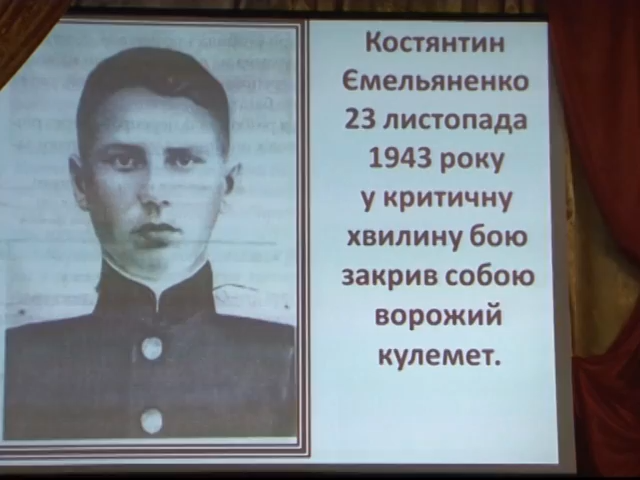 Костянтин
Ємельяненко
23 листопада
1943 року
у критичну
хвилину бою
закрив собою
ворожий
кулемет.